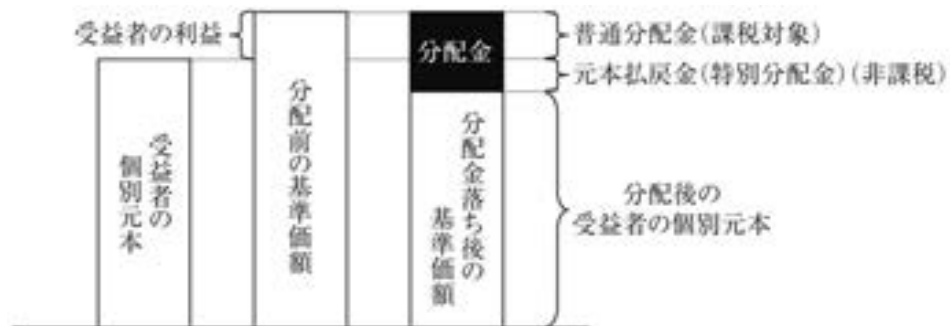 受益者の利益
分配金
普通分配金(課税対象)
元本払戻金(特別分配金)(非課税)
受益者の
個別元本
分配前の基準価額
分配金落ち後の
基準価額
分配後の
受益者の個別元本